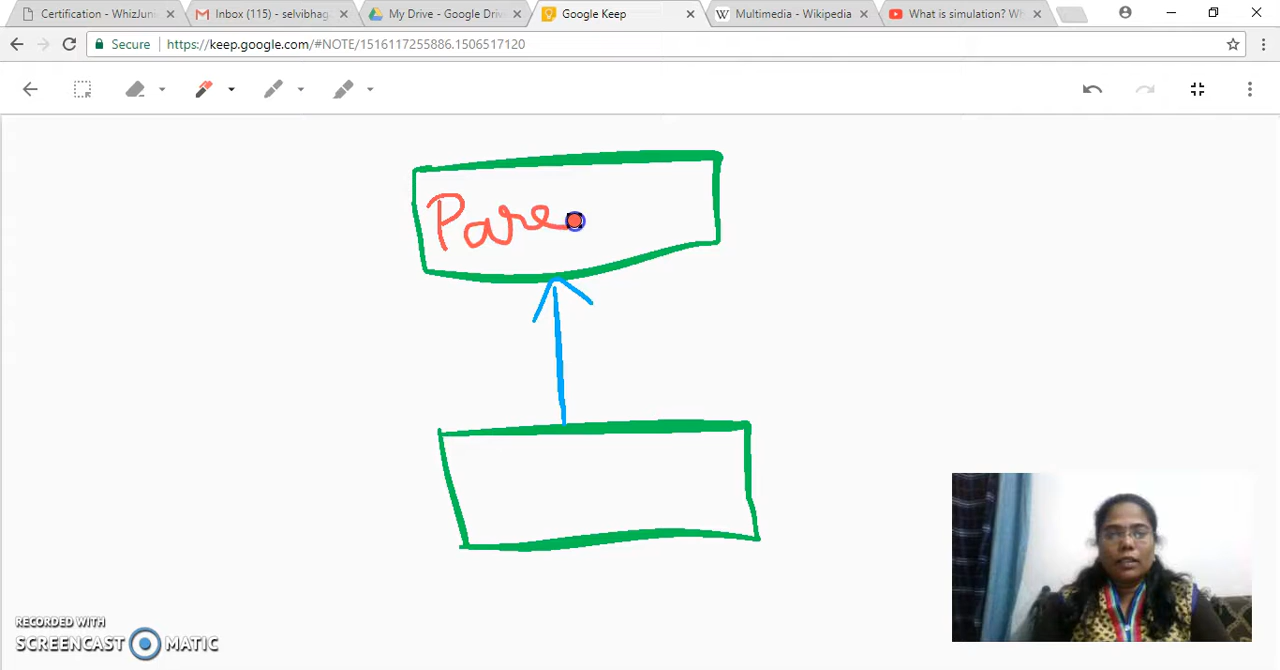 Certification - WhizJuni
Inbox (115) - selvibhag
My Drive - Google Driv
Google Keep
Multimedia - Wikipedia
What is simulation? Wh
Secure
https://keep.google.com/#NOTE/1516117255886.1506517120
Pare
RECORDED WITH
SCREENCAST MATIC